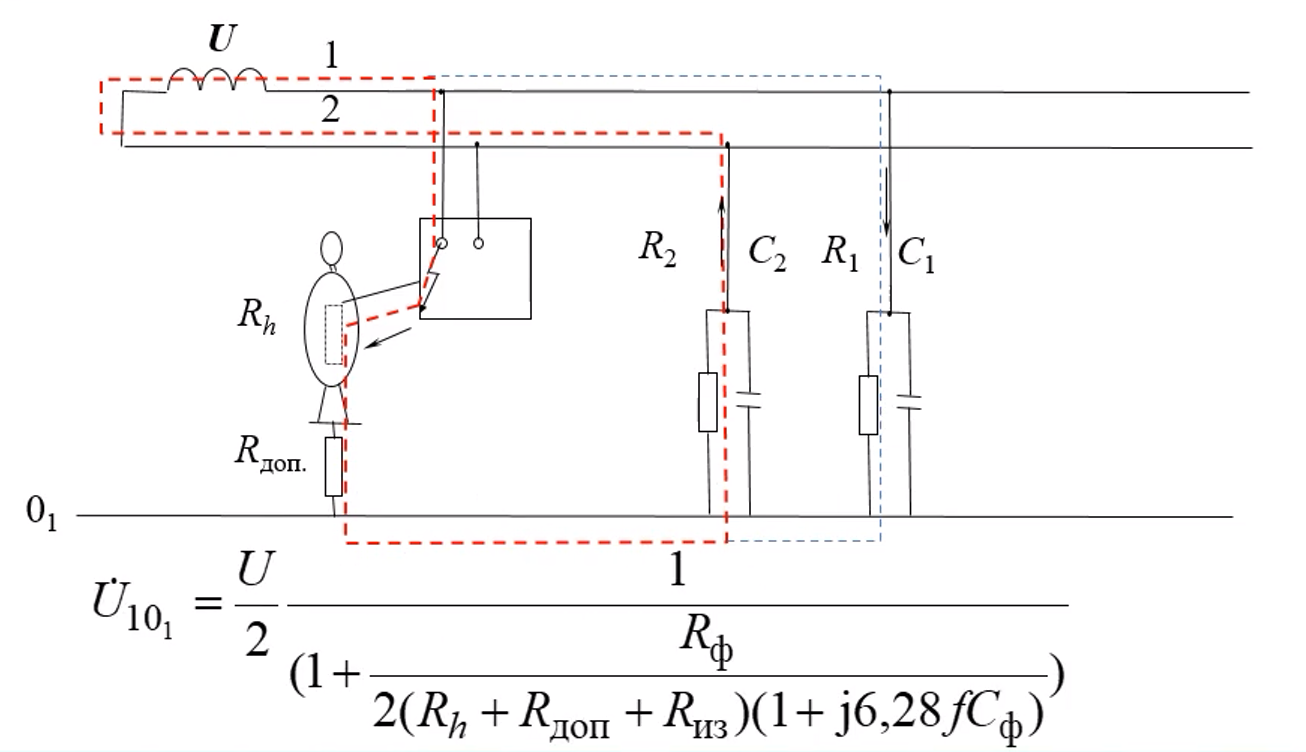 U
1
2
R₂ C₂ R₁ C₁
Rₕ
Rдоп.
0₁
U̇₁₀₁ = U/2 · 1/(1+ Rф/(2(Rₕ + Rдоп + Rиз)(1+ j6,28fCф)))